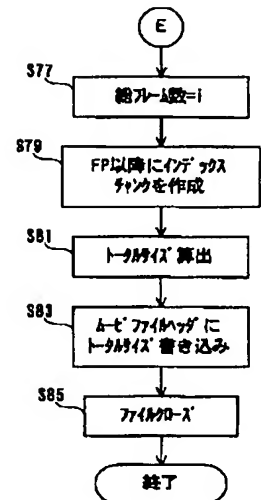 E
S77
総ﾌﾚｰﾑ数=i
S79
FP以降にｲﾝﾃﾞｯｸｽ
ﾁｬﾝｸを作成
S81
ﾄｰﾀﾙｻｲｽﾞ算出
S83
ﾑｰﾋﾞﾌｧｲﾙﾍｯﾀﾞに
ﾄｰﾀﾙｻｲｽﾞ書き込み
S85
ﾌｧｲﾙｸﾛｰｽﾞ
終了